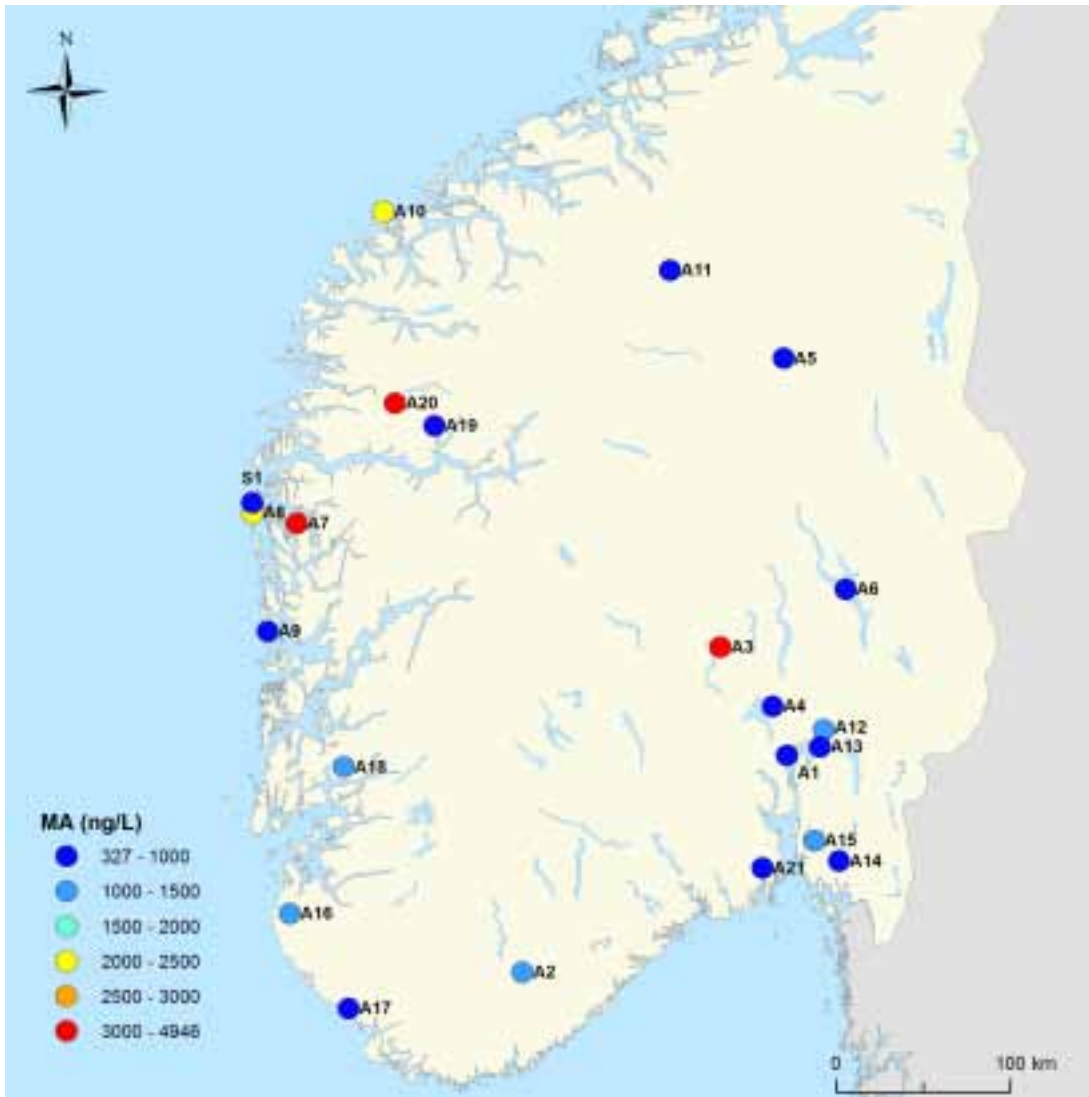 N
A10
A11
A5
A20
A19
S1
A8
A7
A6
A9
A3
A4
A12
A13
A1
A18
MA (ng/L)
327 - 1000
1000 - 1500
1500 - 2000
2000 - 2500
2500 - 3000
3000 - 4946
A15
A14
A21
A16
A2
A17
0 100 km